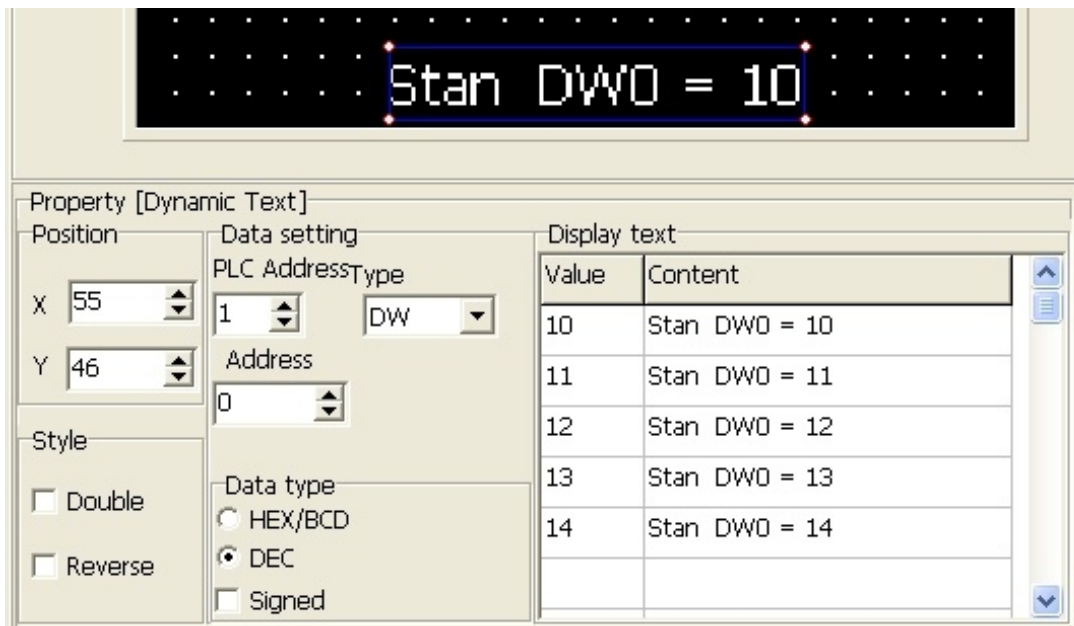 Stan DW0 = 10
Property [Dynamic Text]
Position
X 55
Y 46
Style
Double
Reverse
Data setting
PLC Address Type
1 DW
Address
0
Data type
HEX/BCD
DEC
Signed
Display text
Value Content
10 Stan DW0 = 10
11 Stan DW0 = 11
12 Stan DW0 = 12
13 Stan DW0 = 13
14 Stan DW0 = 14